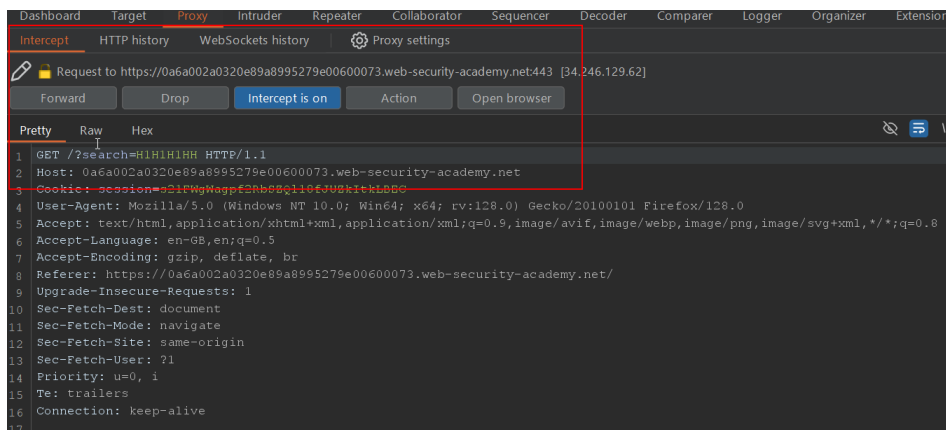 Dashboard Target Proxy Intruder Repeater Collaborator Sequencer Decoder Comparer Logger Organizer Extension
Intercept HTTP history WebSockets history Proxy settings
Request to https://0a6a002a0320e89a8995279e00600073.web-security-academy.net:443 [34.246.129.62]
Forward Drop Intercept is on Action Open browser
Pretty Raw Hex
1 GET /?search=H1H1H1HH HTTP/1.1
2 Host: 0a6a002a0320e89a8995279e00600073.web-security-academy.net
3 Cookie:
4 User-Agent: Mozilla/5.0 (Windows NT 10.0; Win64; x64; rv:128.0) Gecko/20100101 Firefox/128.0
5 Accept: text/html,application/xhtml+xml,application/xml;q=0.9,image/avif,image/webp,image/png,image/svg+xml,*/*;q=0.8
6 Accept-Language: en-GB,en;q=0.5
7 Accept-Encoding: gzip, deflate, br
8 Referer: https://0a6a002a0320e89a8995279e00600073.web-security-academy.net/
9 Upgrade-Insecure-Requests: 1
10 Sec-Fetch-Dest: document
11 Sec-Fetch-Mode: navigate
12 Sec-Fetch-Site: same-origin
13 Sec-Fetch-User: ?1
14 Priority: u=0, i
15 Te: trailers
16 Connection: keep-alive
17